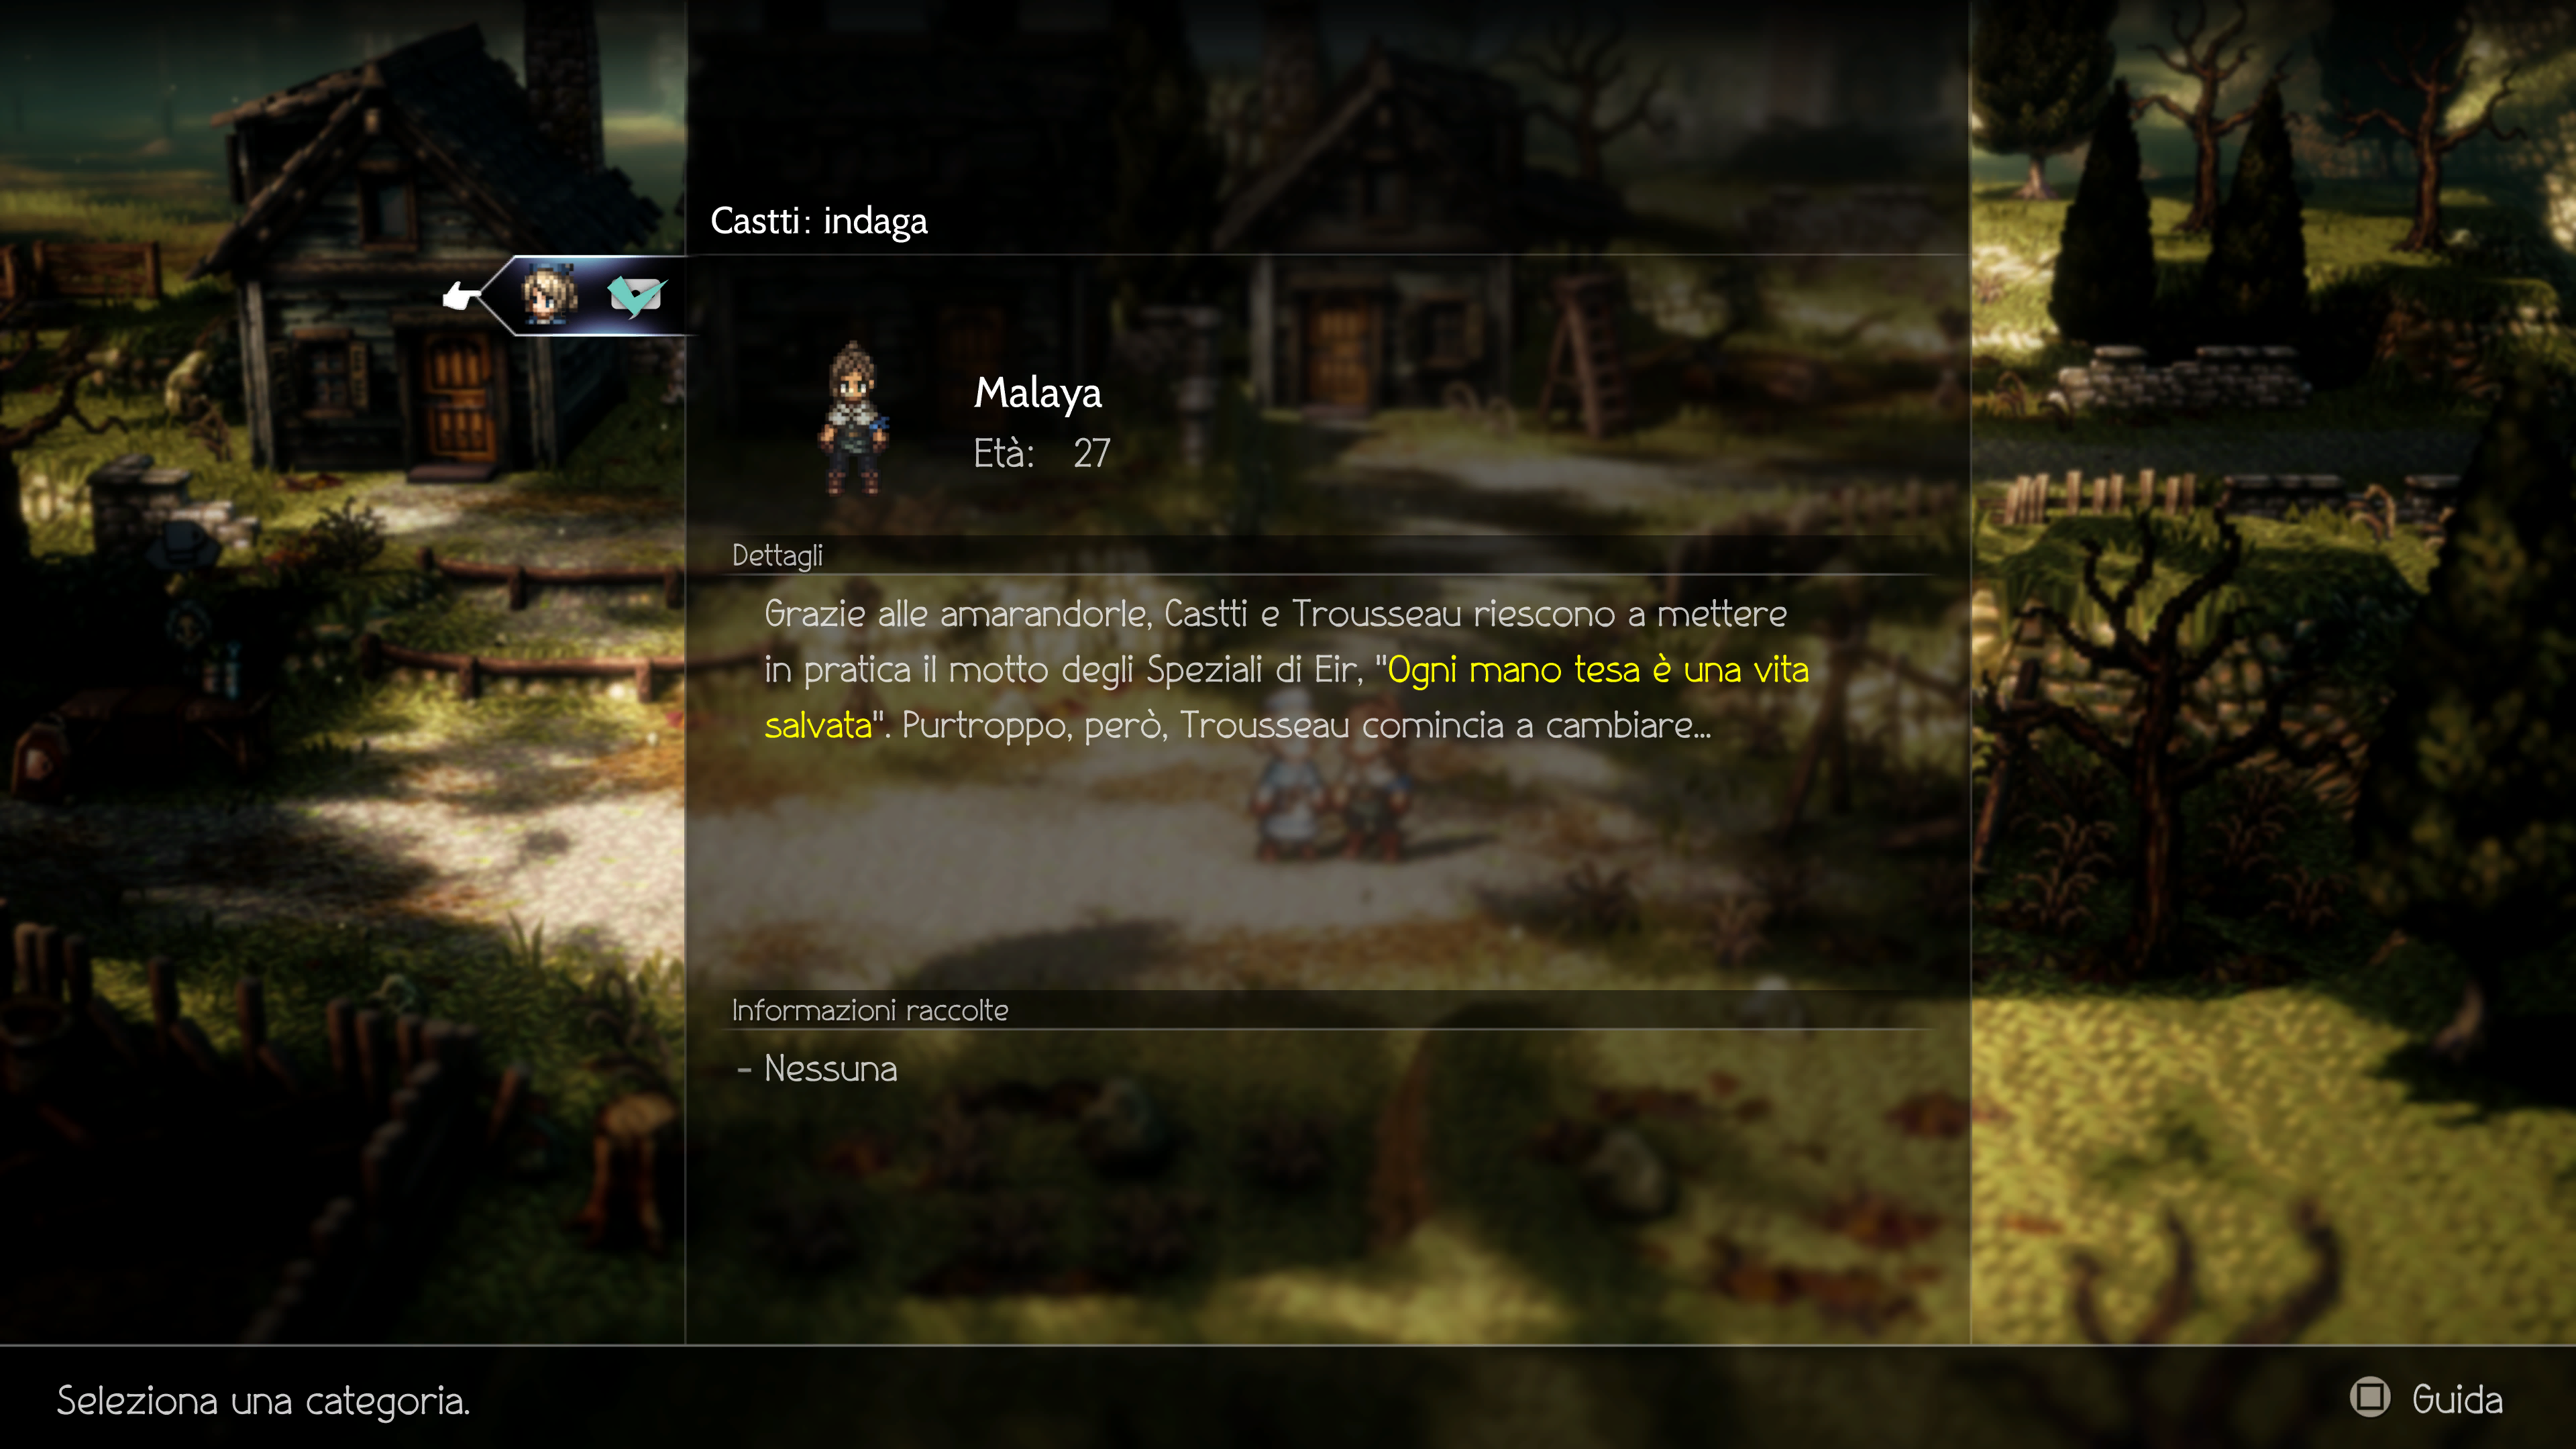 Castti: indaga
Malaya
Età: 27
Dettagli
Grazie alle amarandorle, Castti e Trousseau riescono a mettere
in pratica il motto degli Speziali di Eir, "Ogni mano tesa è una vita
salvata". Purtroppo, però, Trousseau comincia a cambiare...
Informazioni raccolte
- Nessuna
Seleziona una categoria.
Guida